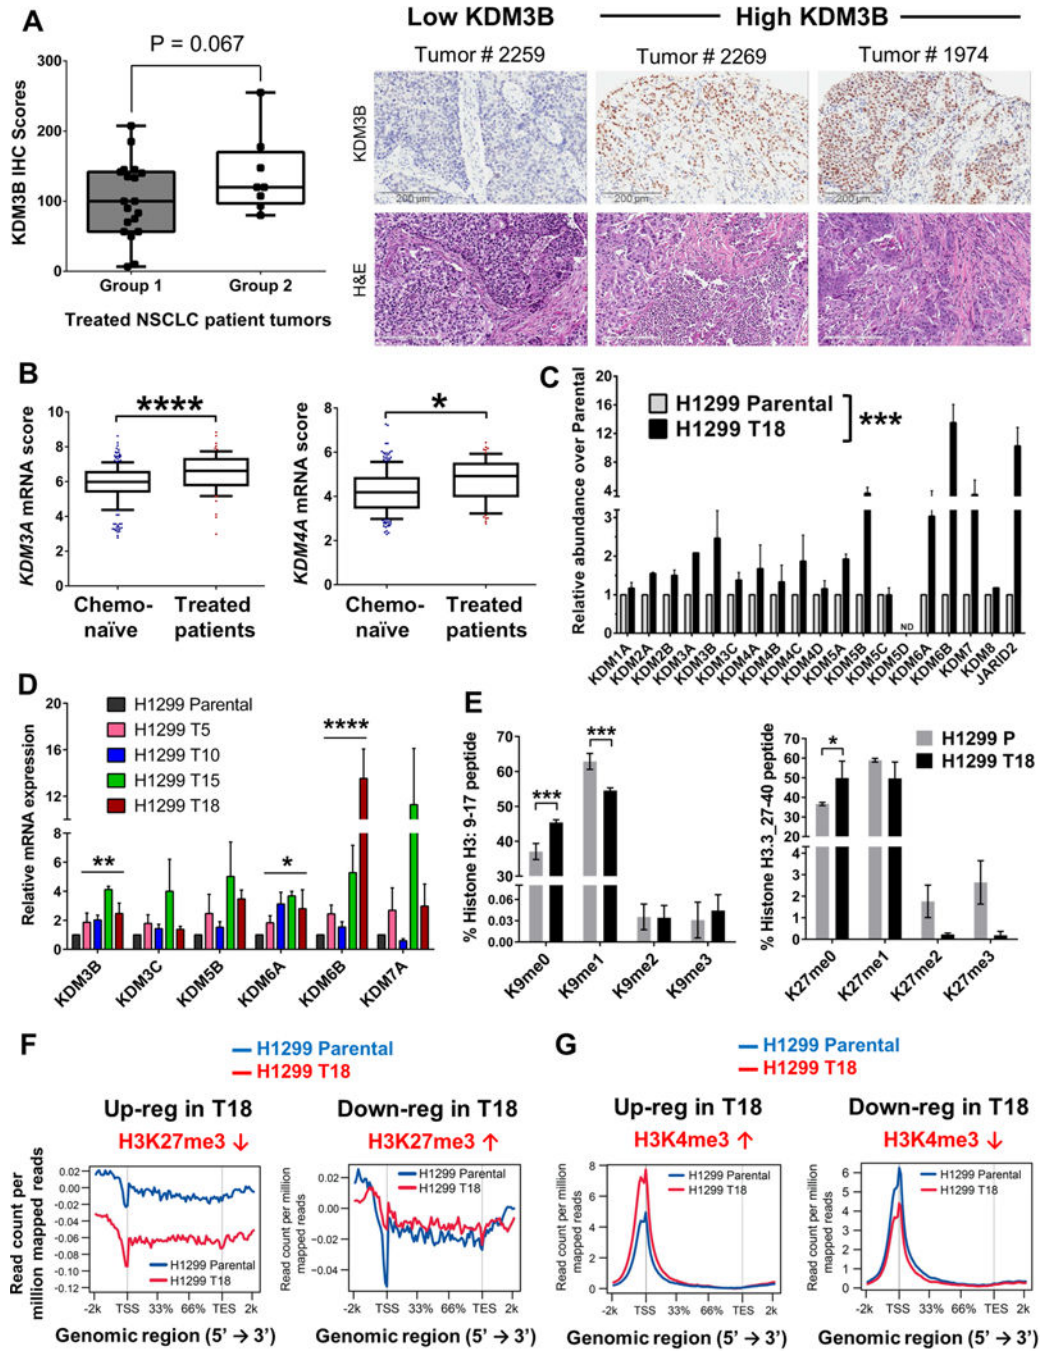 A
P = 0.067
KDM3B IHC Scores
300
200
100
0
Group 1
Group 2
Treated NSCLC patient tumors
Low KDM3B
High KDM3B
Tumor # 2259
Tumor # 2269
Tumor # 1974
KDM3B
200 µm
200 µm
200 µm
H&E
B
****
KDM3A mRNA score
10
8
6
4
2
0
Chemo-
naïve
Treated
patients
*
KDM4A mRNA score
8
6
4
2
0
Chemo-
naïve
Treated
patients
C
Relative abundance over Parental
20
16
12
8
4
2
1
0
H1299 Parental
H1299 T18
***
ND
KDM1A
KDM2A
KDM2B
KDM3A
KDM3B
KDM3C
KDM4A
KDM4B
KDM4C
KDM4D
KDM5A
KDM5B
KDM5C
KDM5D
KDM6A
KDM6B
KDM7
KDM8
JARID2
D
Relative mRNA expression
20
16
12
8
4
4
2
0
H1299 Parental
H1299 T5
H1299 T10
H1299 T15
H1299 T18
**
*
****
KDM3B
KDM3C
KDM5B
KDM6A
KDM6B
KDM7A
E
% Histone H3: 9-17 peptide
70
60
50
40
30
0.06
0.03
0.00
***
***
K9me0
K9me1
K9me2
K9me3
% Histone H3.3_27-40 peptide
70
60
50
40
30
20
10
4
3
2
1
0
*
H1299 P
H1299 T18
K27me0
K27me1
K27me2
K27me3
F
H1299 Parental
H1299 T18
Up-reg in T18
H3K27me3 ↓
Read count per
million mapped reads
0.02
0.00
-0.02
-0.04
-0.06
-0.08
-0.10
-0.12
H1299 Parental
H1299 T18
-2k TSS 33% 66% TES 2k
Genomic region (5' → 3')
Down-reg in T18
H3K27me3 ↑
Read count per million
mapped reads
0.02
0.00
-0.02
-0.04
H1299 Parental
H1299 T18
-2k TSS 33% 66% TES 2k
Genomic region (5' → 3')
G
H1299 Parental
H1299 T18
Up-reg in T18
H3K4me3 ↑
Read count per million
mapped reads
8
6
4
2
0
H1299 Parental
H1299 T18
-2k TSS 33% 66% TES 2k
Genomic region (5' → 3')
Down-reg in T18
H3K4me3 ↓
Read count per million
mapped reads
6
5
4
3
2
1
0
H1299 Parental
H1299 T18
-2k TSS 33% 66% TES 2k
Genomic region (5' → 3')